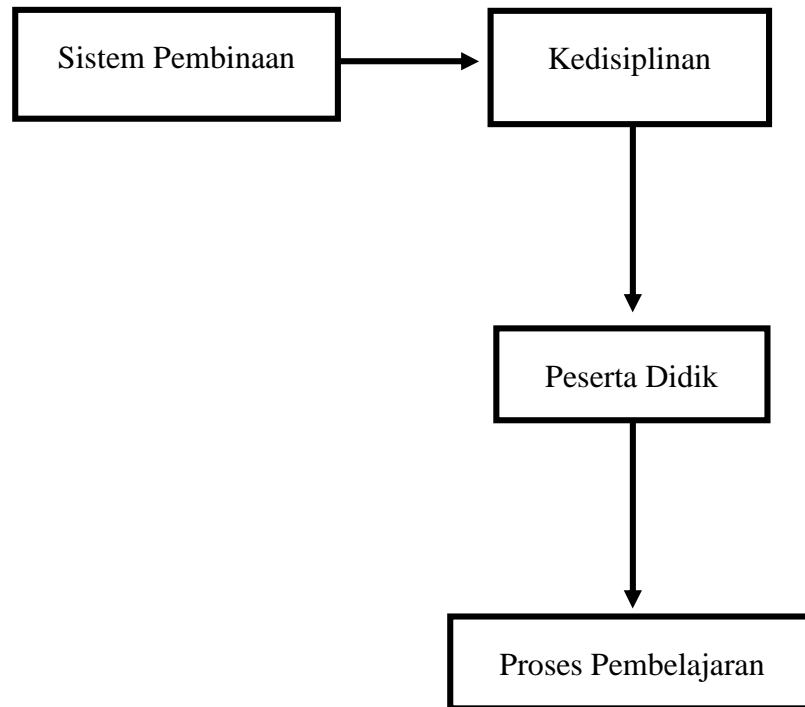 Sistem Pembinaan
Kedisiplinan
Peserta Didik
Proses Pembelajaran